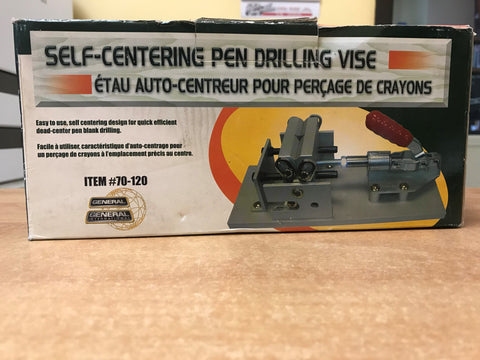 SELF-CENTERING PEN DRILLING VISE
ÉTAU AUTO-CENTREUR POUR PERÇAGE DE CRAYONS
Easy to use, self centering design for quick efficient
dead-center pen blank drilling.
Facile à utiliser, caractéristique d'auto-centrage pour
un perçage de crayons à l'emplacement précis au centre.
ITEM #70-120
GENERAL
GENERAL
INTERNATIONAL